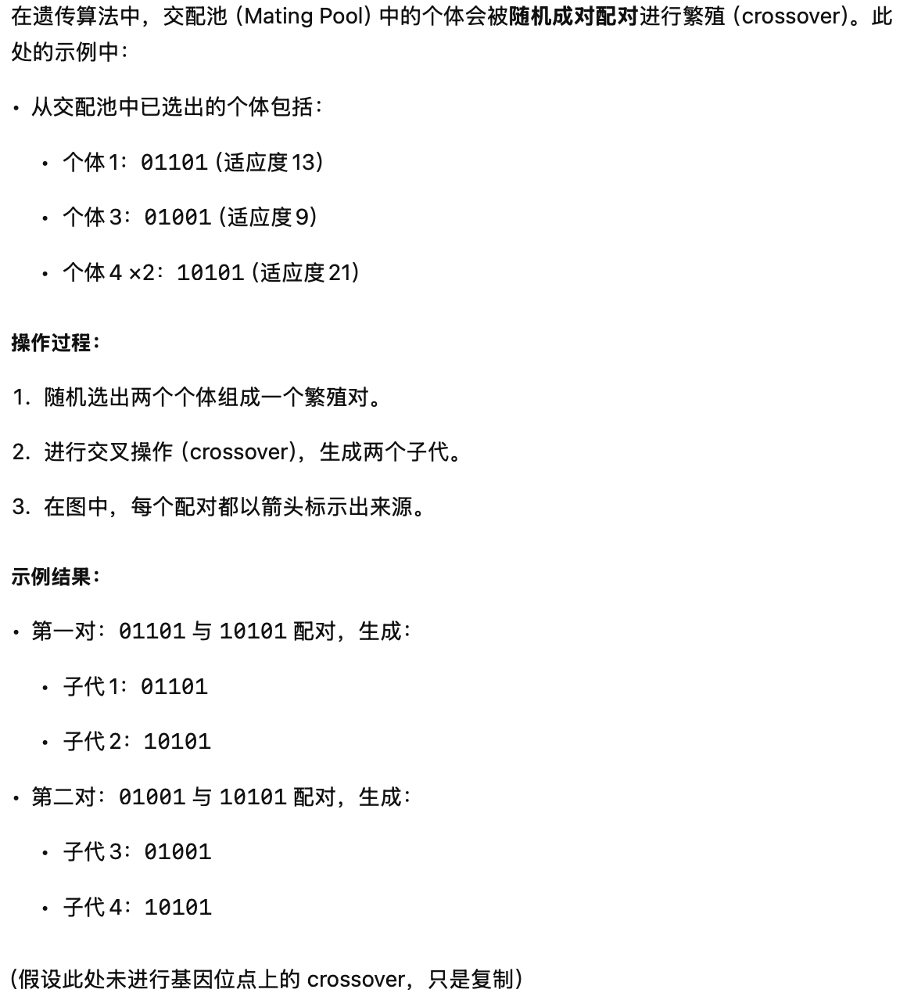 在遗传算法中，交配池（Mating Pool）中的个体会被随机成对配对进行繁殖（crossover）。此
处的示例中：
• 从交配池中已选出的个体包括：
• 个体 1：01101（适应度 13）
• 个体 3：01001（适应度 9）
• 个体 4 ×2：10101（适应度 21）
操作过程：
1. 随机选出两个个体组成一个繁殖对。
2. 进行交叉操作（crossover），生成两个子代。
3. 在图中，每个配对都以箭头标示出来源。
示例结果：
• 第一对：01101 与 10101 配对，生成：
• 子代 1：01101
• 子代 2：10101
• 第二对：01001 与 10101 配对，生成：
• 子代 3：01001
• 子代 4：10101
（假设此处未进行基因位点上的 crossover，只是复制）